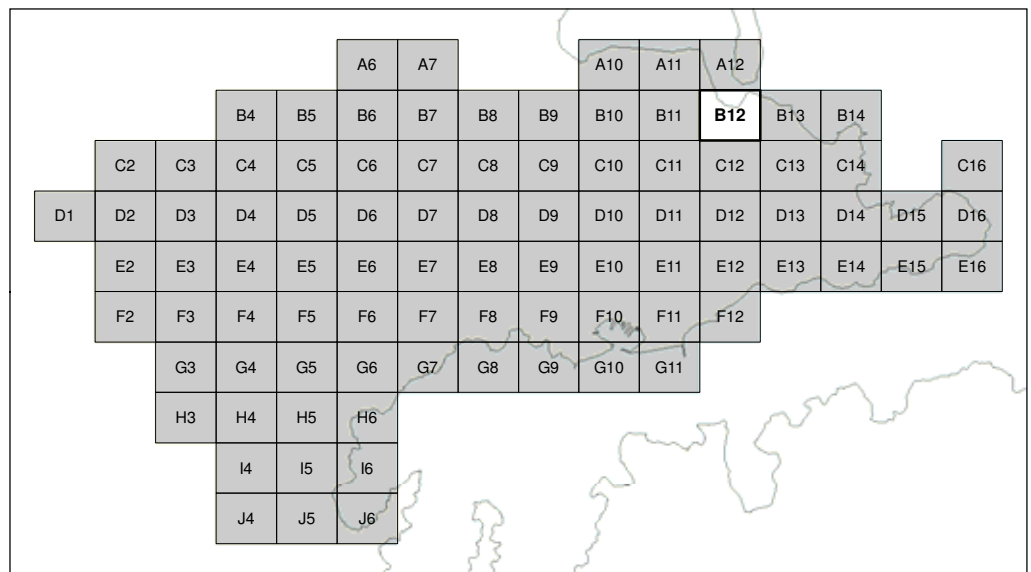 A6 A7 A10 A11 A12
B4 B5 B6 B7 B8 B9 B10 B11 B12 B13 B14
C2 C3 C4 C5 C6 C7 C8 C9 C10 C11 C12 C13 C14 C16
D1 D2 D3 D4 D5 D6 D7 D8 D9 D10 D11 D12 D13 D14 D15 D16
E2 E3 E4 E5 E6 E7 E8 E9 E10 E11 E12 E13 E14 E15 E16
F2 F3 F4 F5 F6 F7 F8 F9 F10 F11 F12
G3 G4 G5 G6 G7 G8 G9 G10 G11
H3 H4 H5 H6
I4 I5 I6
J4 J5 J6